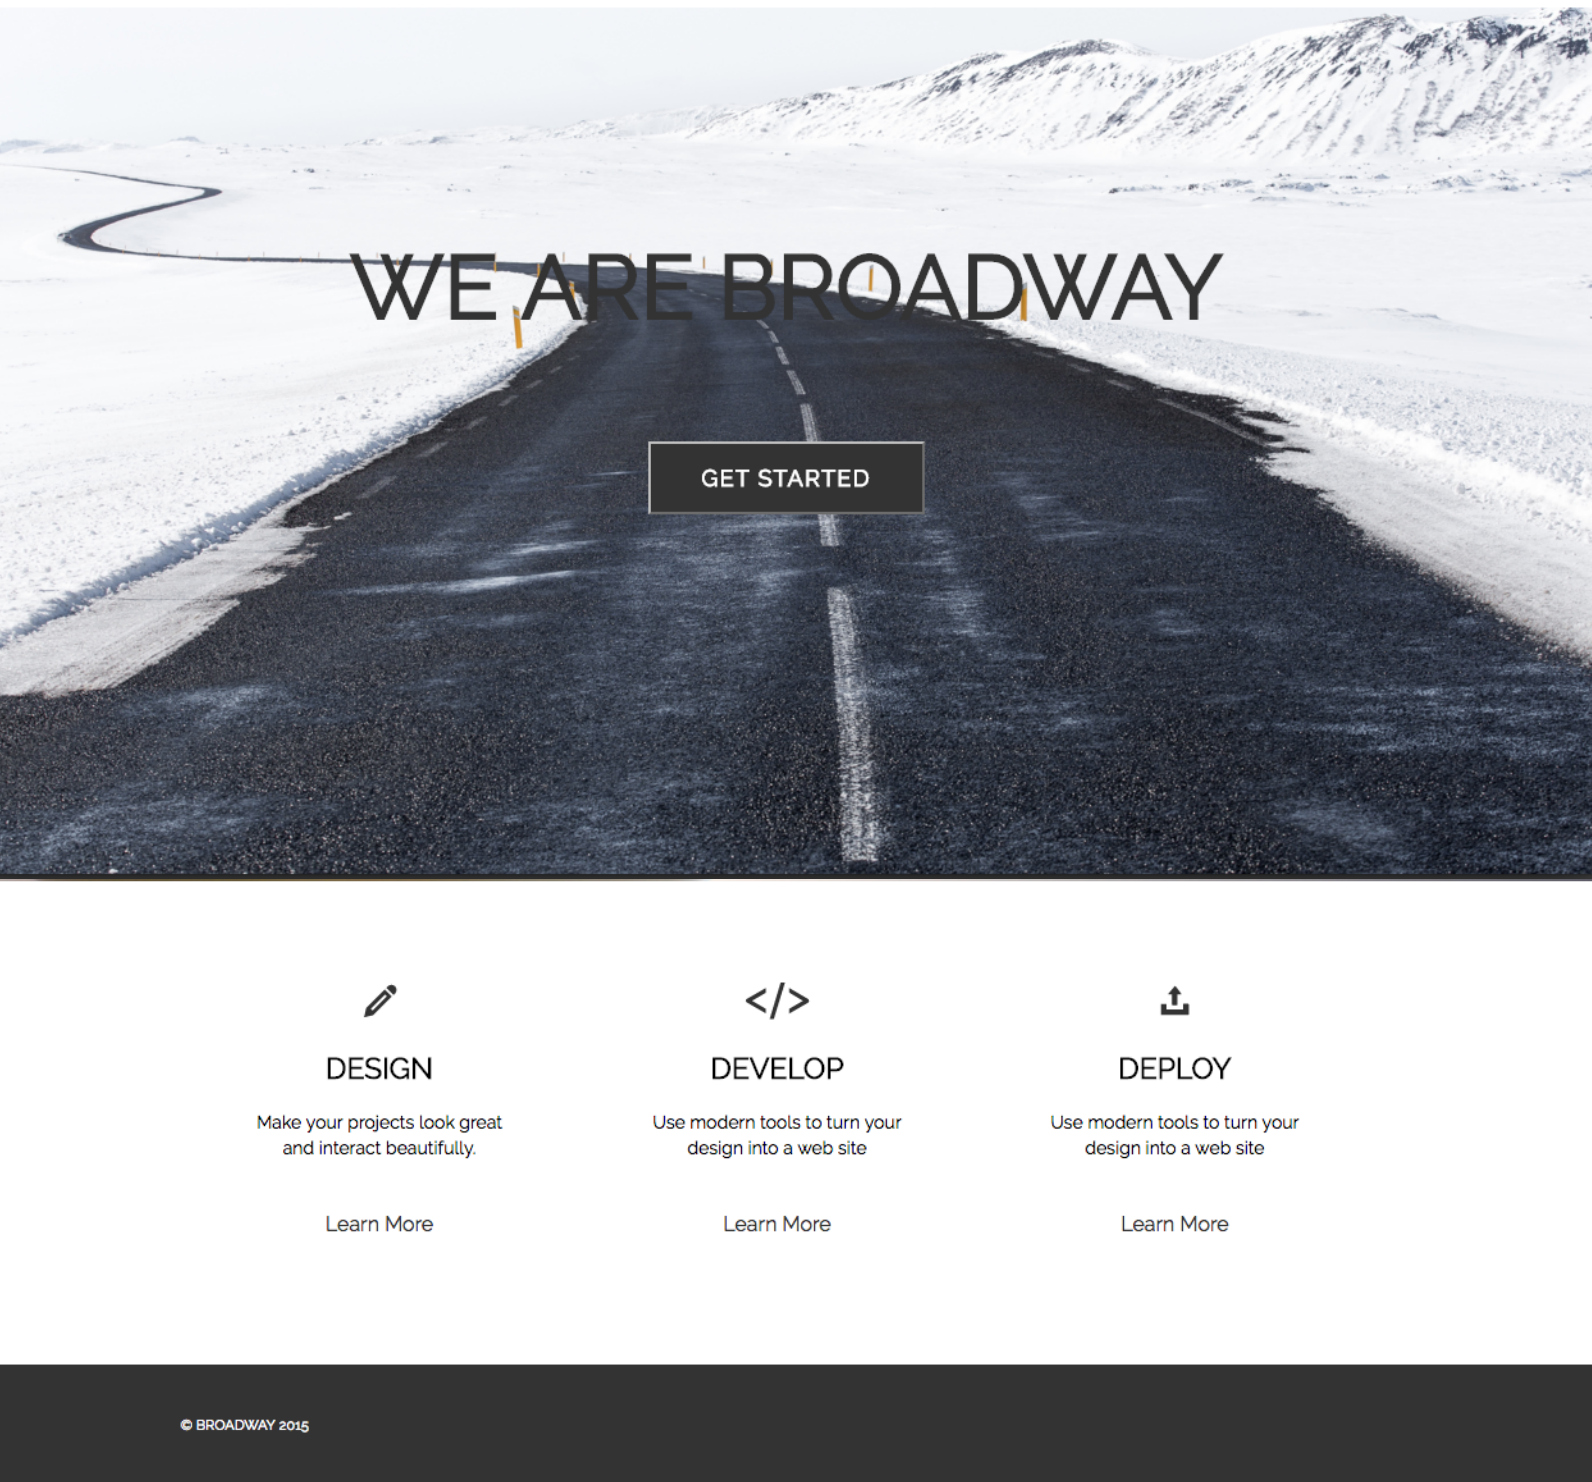 WE ARE BROADWAY
GET STARTED
</>
DESIGN
DEVELOP
DEPLOY
Make your projects look great
and interact beautifully.
Use modern tools to turn your
design into a web site
Use modern tools to turn your
design into a web site
Learn More
Learn More
Learn More
© BROADWAY 2015